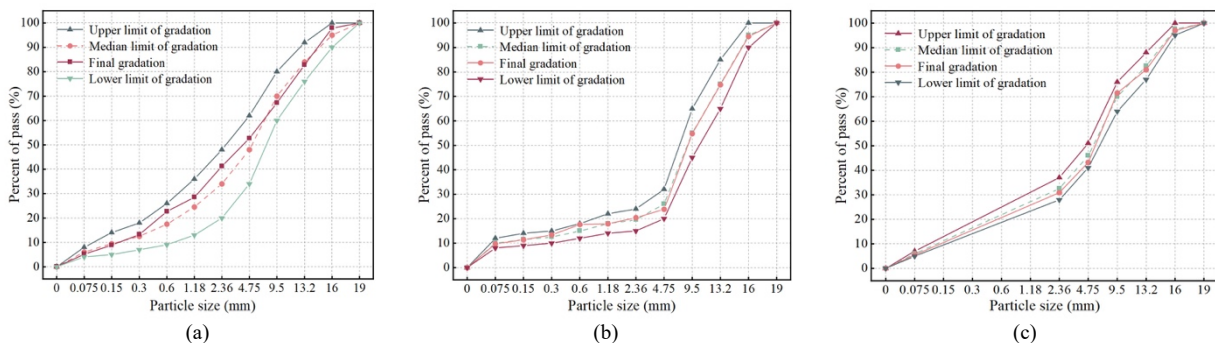 Percent of pass (%)
100
90
80
70
60
50
40
30
20
10
0
Upper limit of gradation
Median limit of gradation
Final gradation
Lower limit of gradation
0 0.075 0.15 0.3 0.6 1.18 2.36 4.75 9.5 13.2 16 19
Particle size (mm)
(a)
Percent of pass (%)
100
90
80
70
60
50
40
30
20
10
0
Upper limit of gradation
Median limit of gradation
Final gradation
Lower limit of gradation
0 0.075 0.15 0.3 0.6 1.18 2.36 4.75 9.5 13.2 16 19
Particle size (mm)
(b)
Percent of pass (%)
100
90
80
70
60
50
40
30
20
10
0
Upper limit of gradation
Median limit of gradation
Final gradation
Lower limit of gradation
0 0.075 0.15 0.3 0.6 1.18 2.36 4.75 9.5 13.2 16 19
Particle size (mm)
(c)